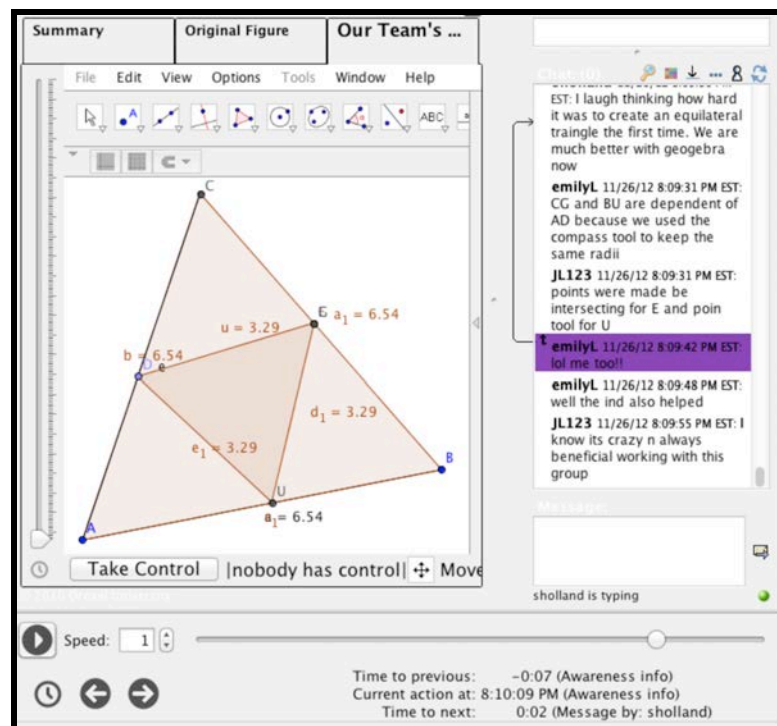 Summary
Original Figure
Our Team's ...
File Edit View Options Tools Window Help
ABC
C
E a₁ = 6.54
u = 3.29
b = 6.54
D e
d₁ = 3.29
e₁ = 3.29
B
U
A
a₁ = 6.54
Take Control |nobody has control| Move
Chat: (0)
EST: I laugh thinking how hard
it was to create an equilateral
traingle the first time. We are
much better with geogebra
now
emilyL 11/26/12 8:09:31 PM EST:
CG and BU are dependent of
AD because we used the
compass tool to keep the
same radii
JL123 11/26/12 8:09:31 PM EST:
points were made be
intersecting for E and poin
tool for U
t emilyL 11/26/12 8:09:42 PM EST:
lol me too!!
emilyL 11/26/12 8:09:48 PM EST:
well the ind also helped
JL123 11/26/12 8:09:55 PM EST: I
know its crazy n always
beneficial working with this
group
Message:
sholland is typing
Speed: 1
Time to previous: -0:07 (Awareness info)
Current action at: 8:10:09 PM (Awareness info)
Time to next: 0:02 (Message by: sholland)